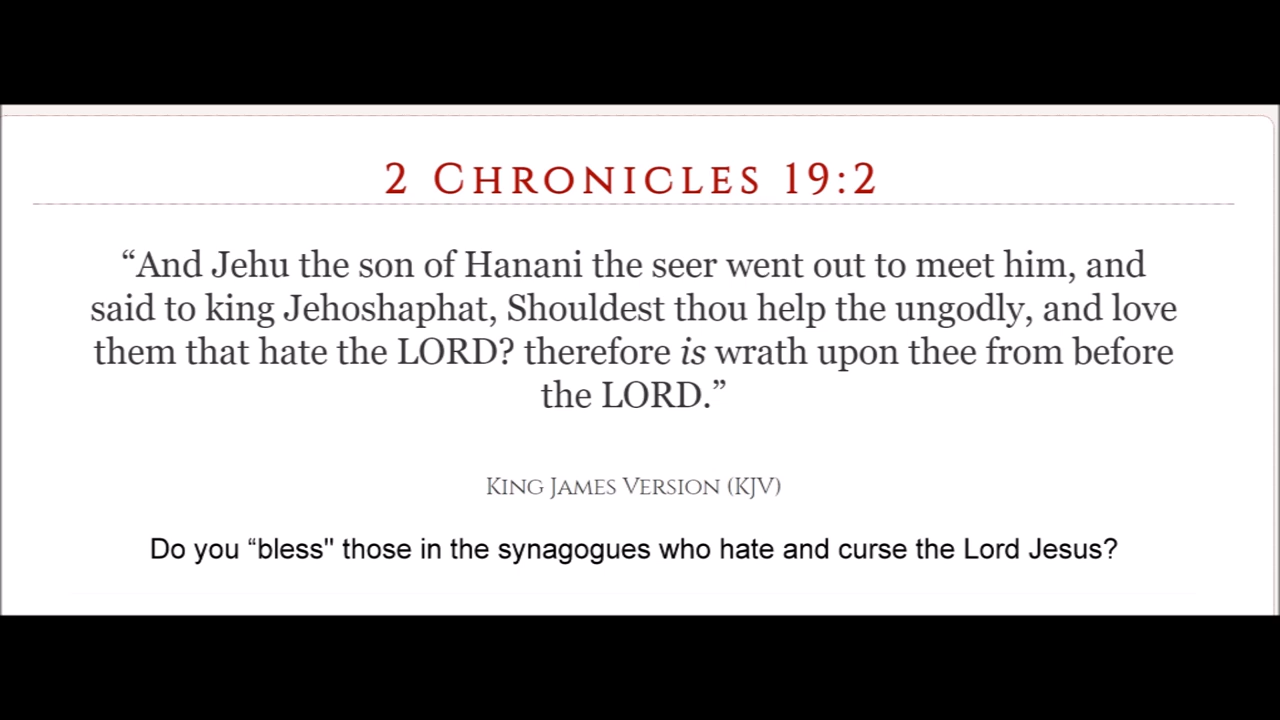 2 Chronicles 19:2
“And Jehu the son of Hanani the seer went out to meet him, and
said to king Jehoshaphat, Shouldest thou help the ungodly, and love
them that hate the LORD? therefore is wrath upon thee from before
the LORD.”
King James Version (KJV)
Do you “bless" those in the synagogues who hate and curse the Lord Jesus?